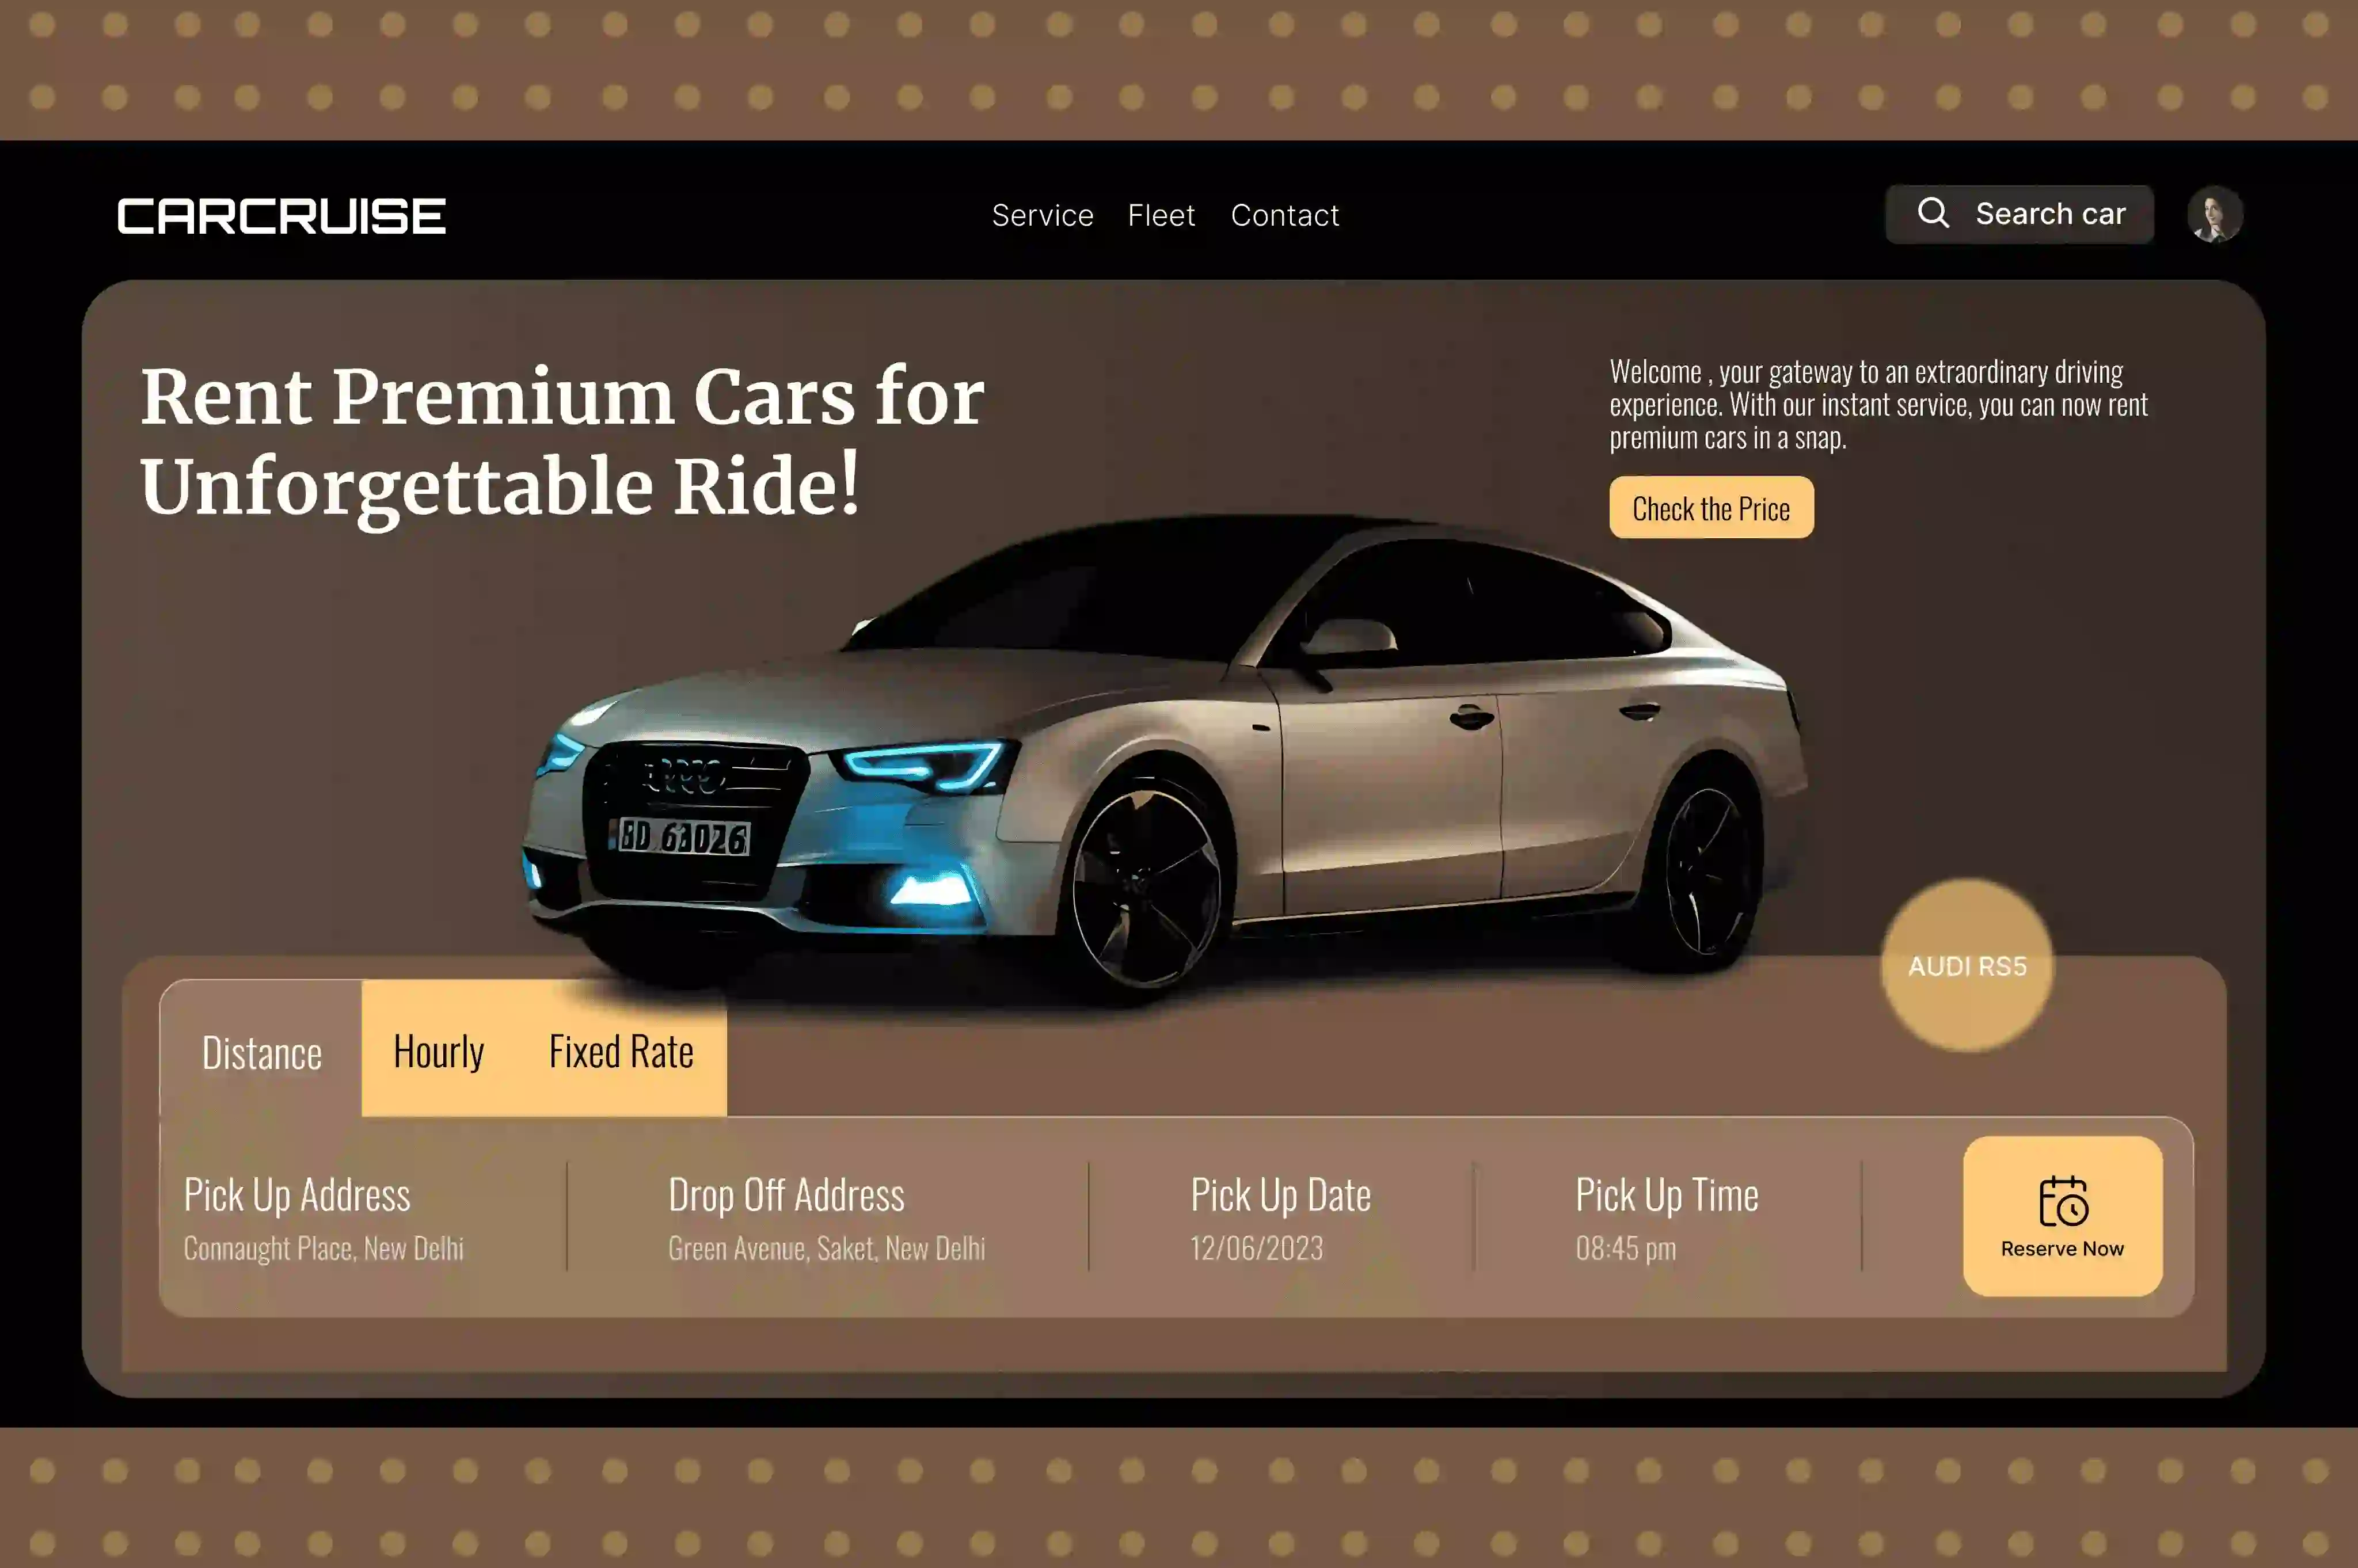 CARCRUISE
Service Fleet Contact
Search car
Rent Premium Cars for
Unforgettable Ride!
Welcome , your gateway to an extraordinary driving
experience. With our instant service, you can now rent
premium cars in a snap.
Check the Price
BD 63026
AUDI RS5
Distance Hourly Fixed Rate
Pick Up Address
Connaught Place, New Delhi
Drop Off Address
Green Avenue, Saket, New Delhi
Pick Up Date
12/06/2023
Pick Up Time
08:45 pm
Reserve Now